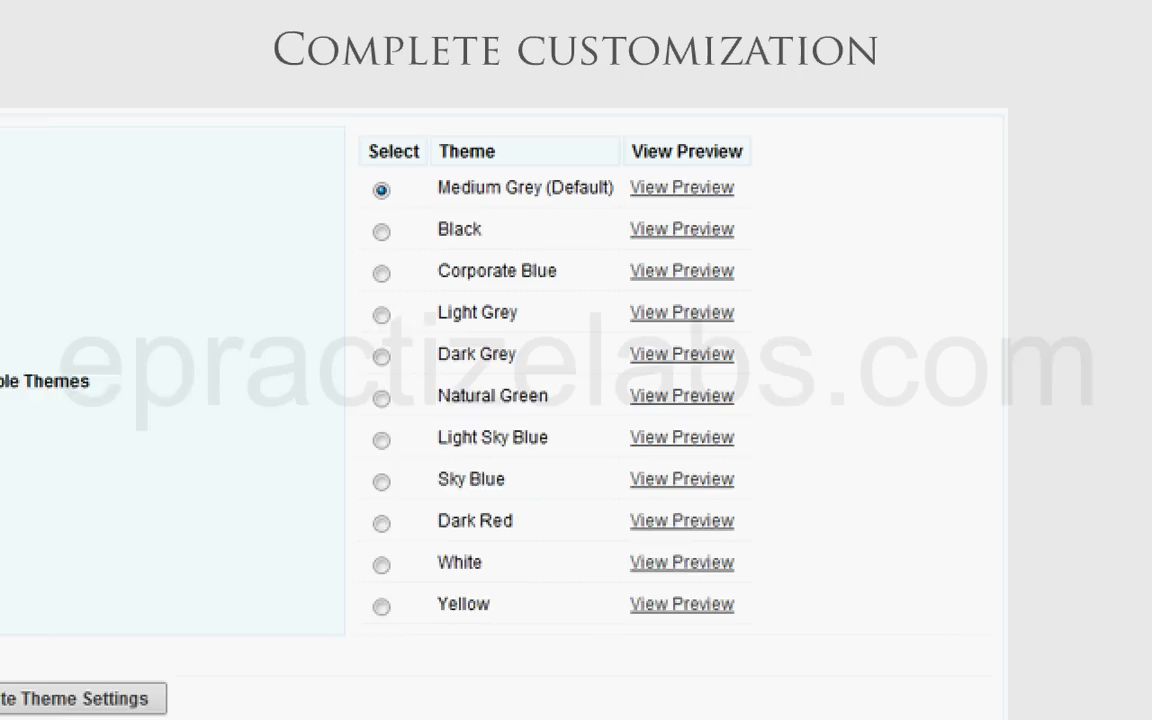 COMPLETE CUSTOMIZATION
Select Theme View Preview
Medium Grey (Default) View Preview
Black View Preview
Corporate Blue View Preview
Light Grey View Preview
Dark Grey View Preview
ple Themes
epractizelabs.com
Natural Green View Preview
Light Sky Blue View Preview
Sky Blue View Preview
Dark Red View Preview
White View Preview
Yellow View Preview
te Theme Settings